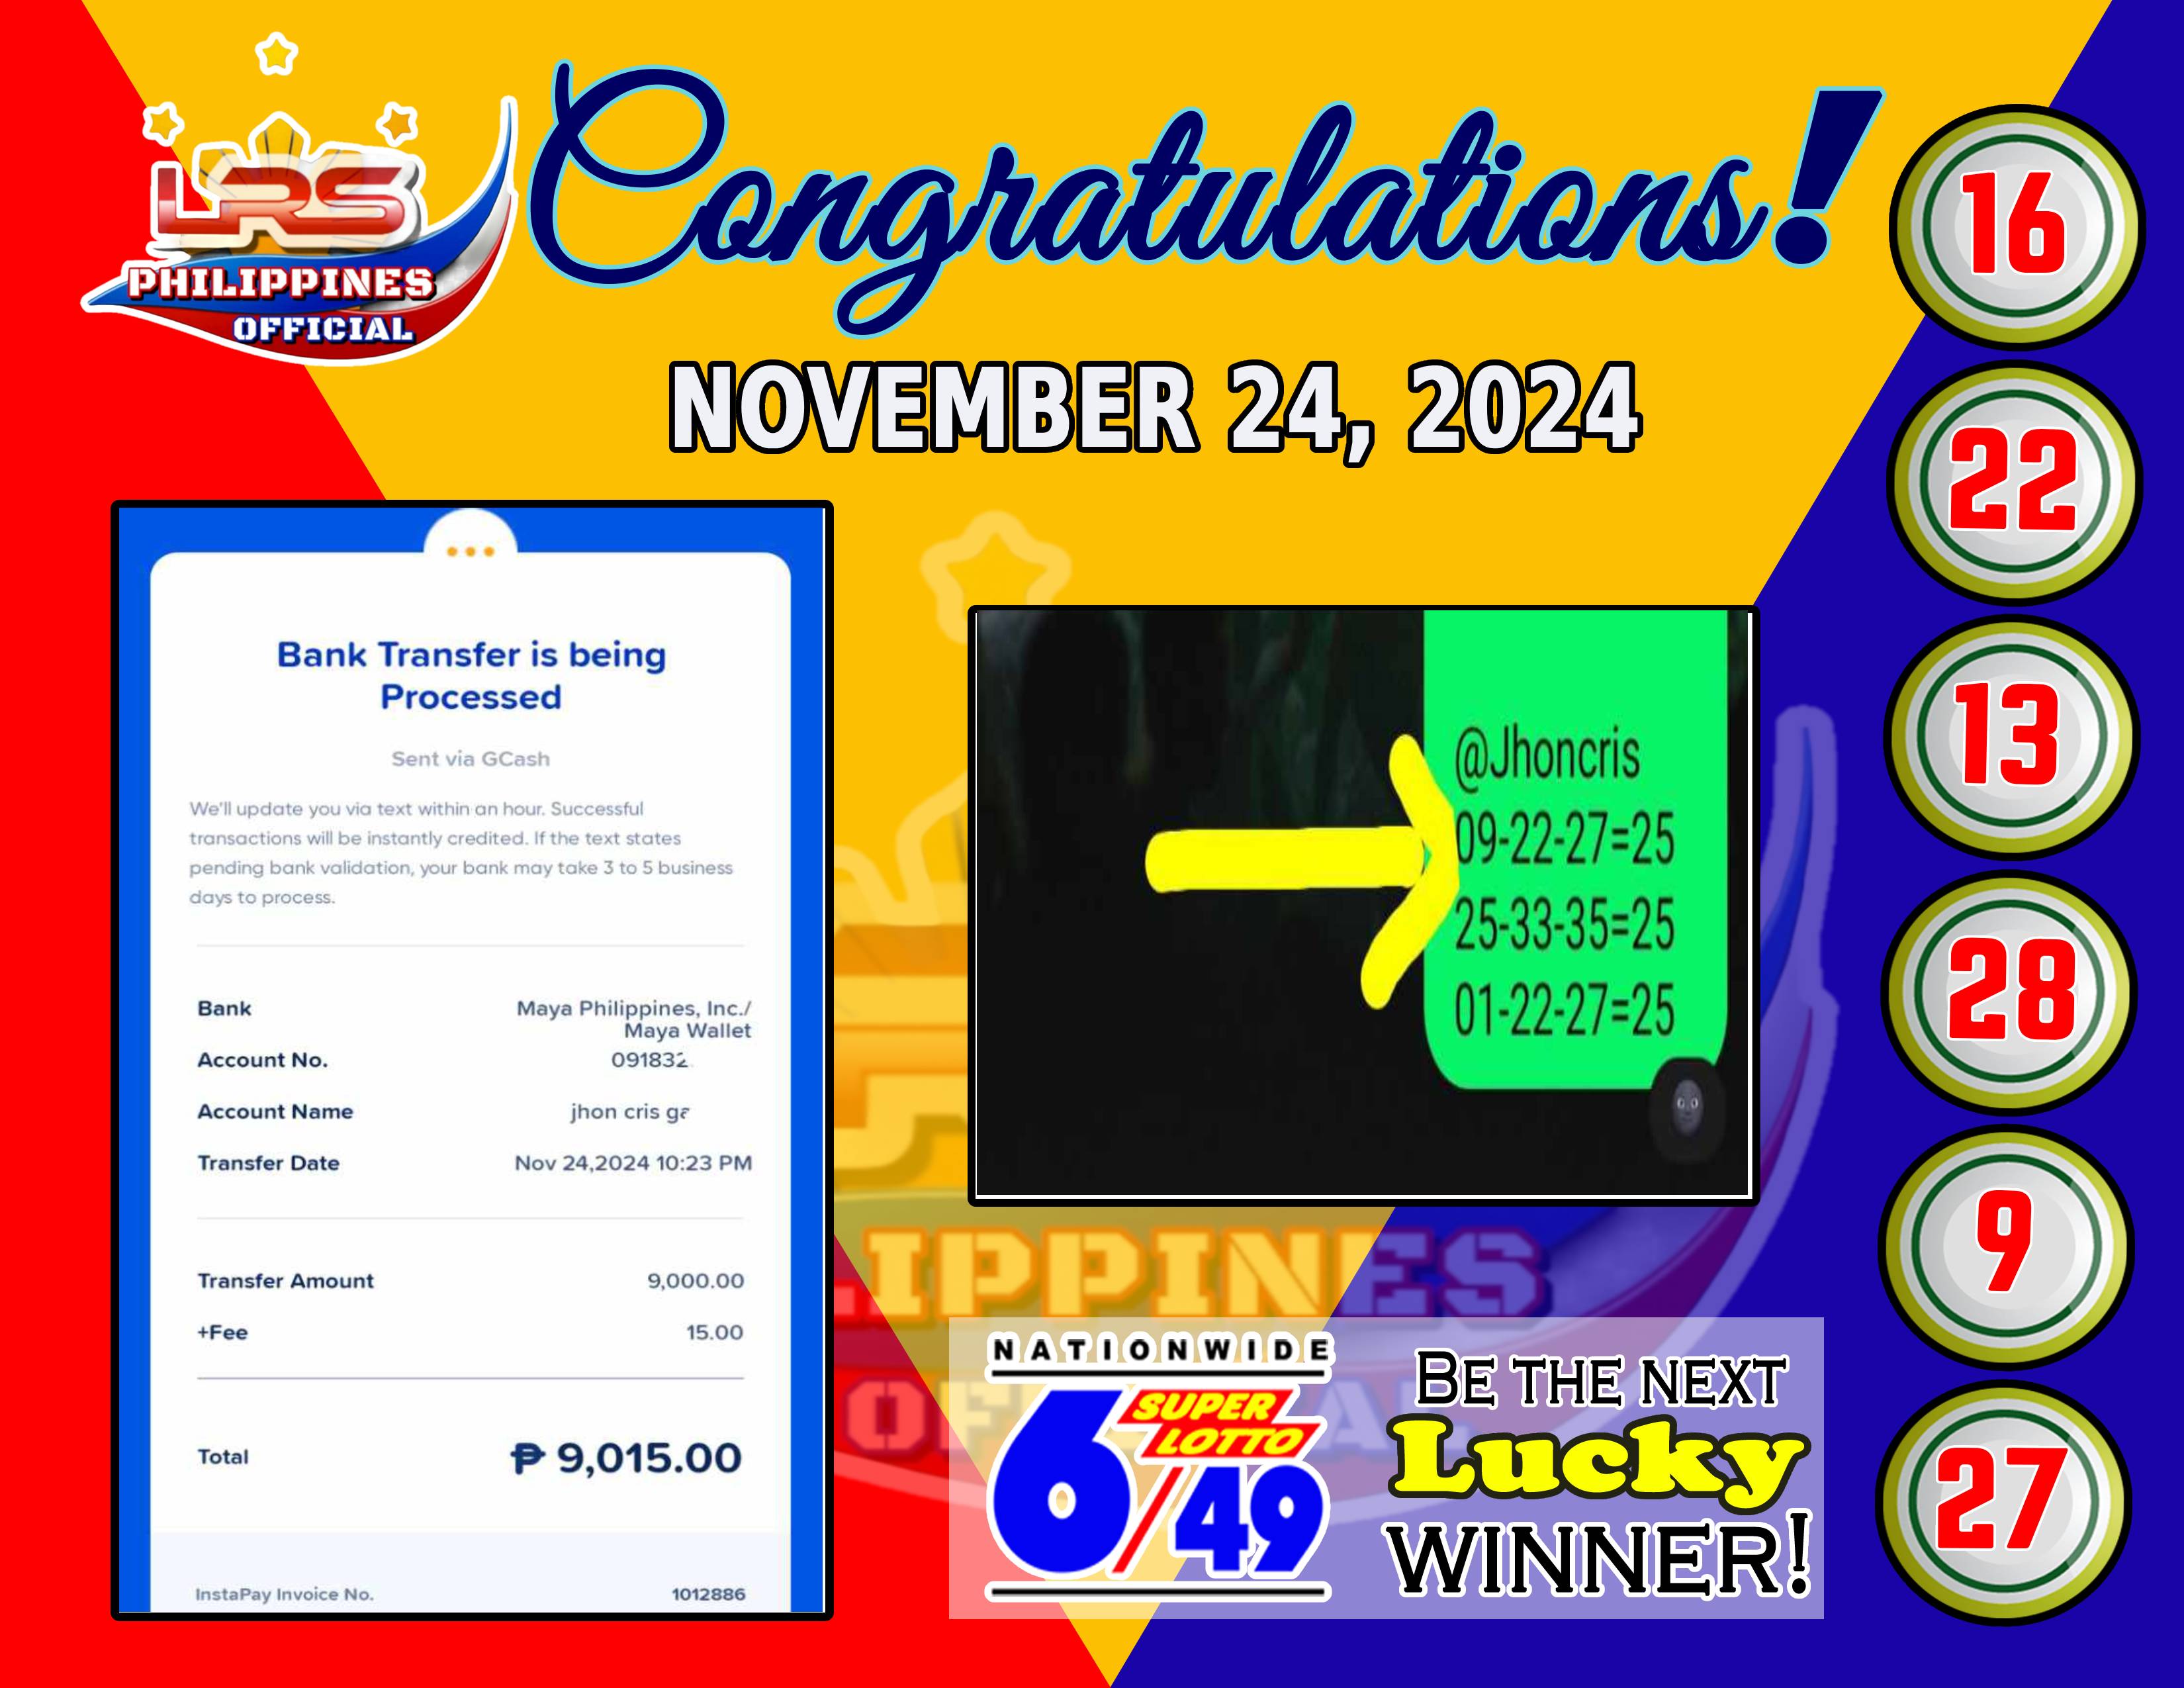 LRS
PHILIPPINES
OFFICIAL
Congratulations!
NOVEMBER 24, 2024
Bank Transfer is being
Processed
Sent via GCash
We'll update you via text within an hour. Successful
transactions will be instantly credited. If the text states
pending bank validation, your bank may take 3 to 5 business
days to process.
Bank Maya Philippines, Inc./
Maya Wallet
Account No. 091832
Account Name jhon cris
Transfer Date Nov 24,2024 10:23 PM
Transfer Amount 9,000.00
+Fee 15.00
Total ₱ 9,015.00
InstaPay Invoice No. 1012886
@Jhoncris
09-22-27=25
25-33-35=25
01-22-27=25
NATIONWIDE
SUPER
LOTTO
6/49
BE THE NEXT
Lucky
WINNER!
16
22
13
28
9
27